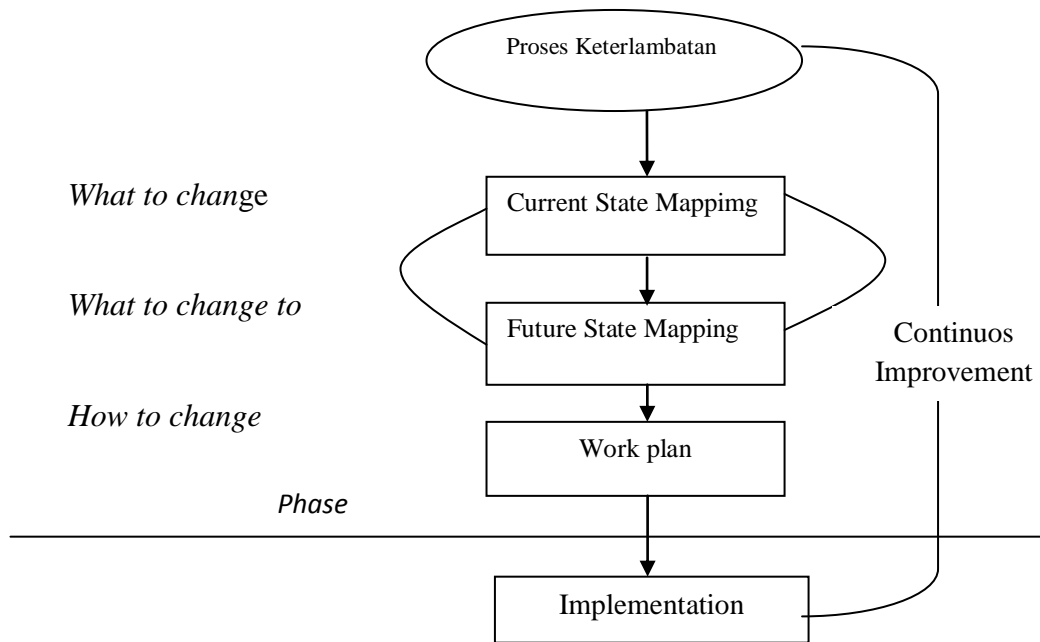 Proses Keterlambatan
What to change
Current State Mappimg
What to change to
Future State Mapping
Continuos
Improvement
How to change
Work plan
Phase
Implementation